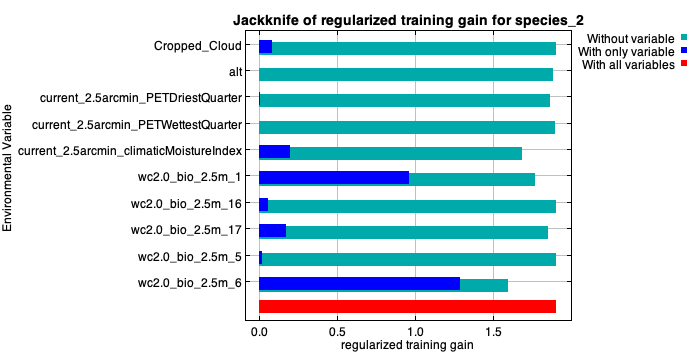 Jackknife of regularized training gain for species_2
Without variable
With only variable
With all variables
Environmental Variable
Cropped_Cloud
alt
current_2.5arcmin_PETDriestQuarter
current_2.5arcmin_PETWettestQuarter
current_2.5arcmin_climaticMoistureIndex
wc2.0_bio_2.5m_1
wc2.0_bio_2.5m_16
wc2.0_bio_2.5m_17
wc2.0_bio_2.5m_5
wc2.0_bio_2.5m_6
0.0 0.5 1.0 1.5
regularized training gain